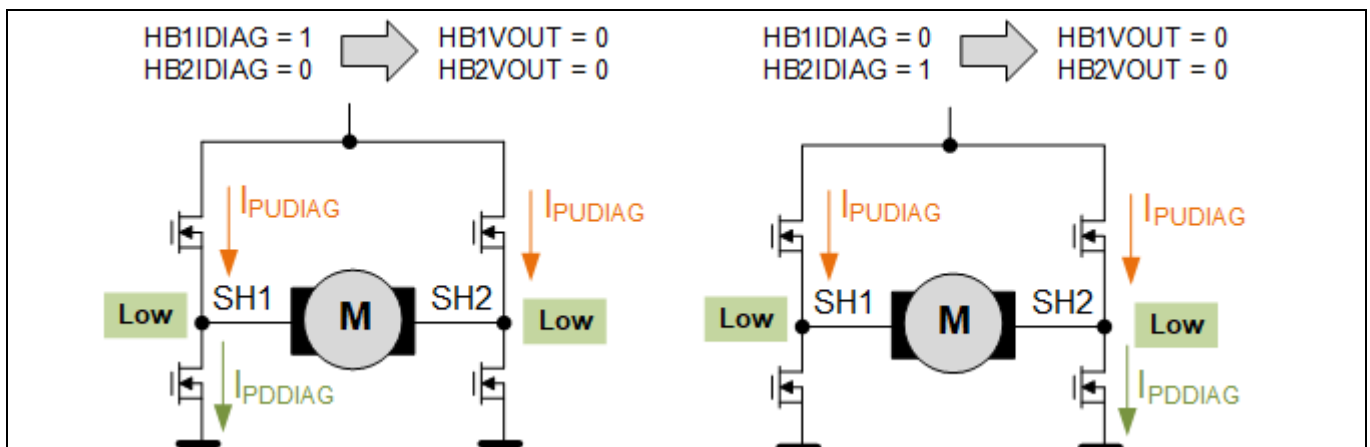 HB1IDIAG = 1 HB1VOUT = 0
HB2IDIAG = 0 HB2VOUT = 0
IPUDIAG IPUDIAG
SH1 SH2
Low M Low
IPDDIAG
HB1IDIAG = 0 HB1VOUT = 0
HB2IDIAG = 1 HB2VOUT = 0
IPUDIAG IPUDIAG
SH1 SH2
Low M Low
IPDDIAG